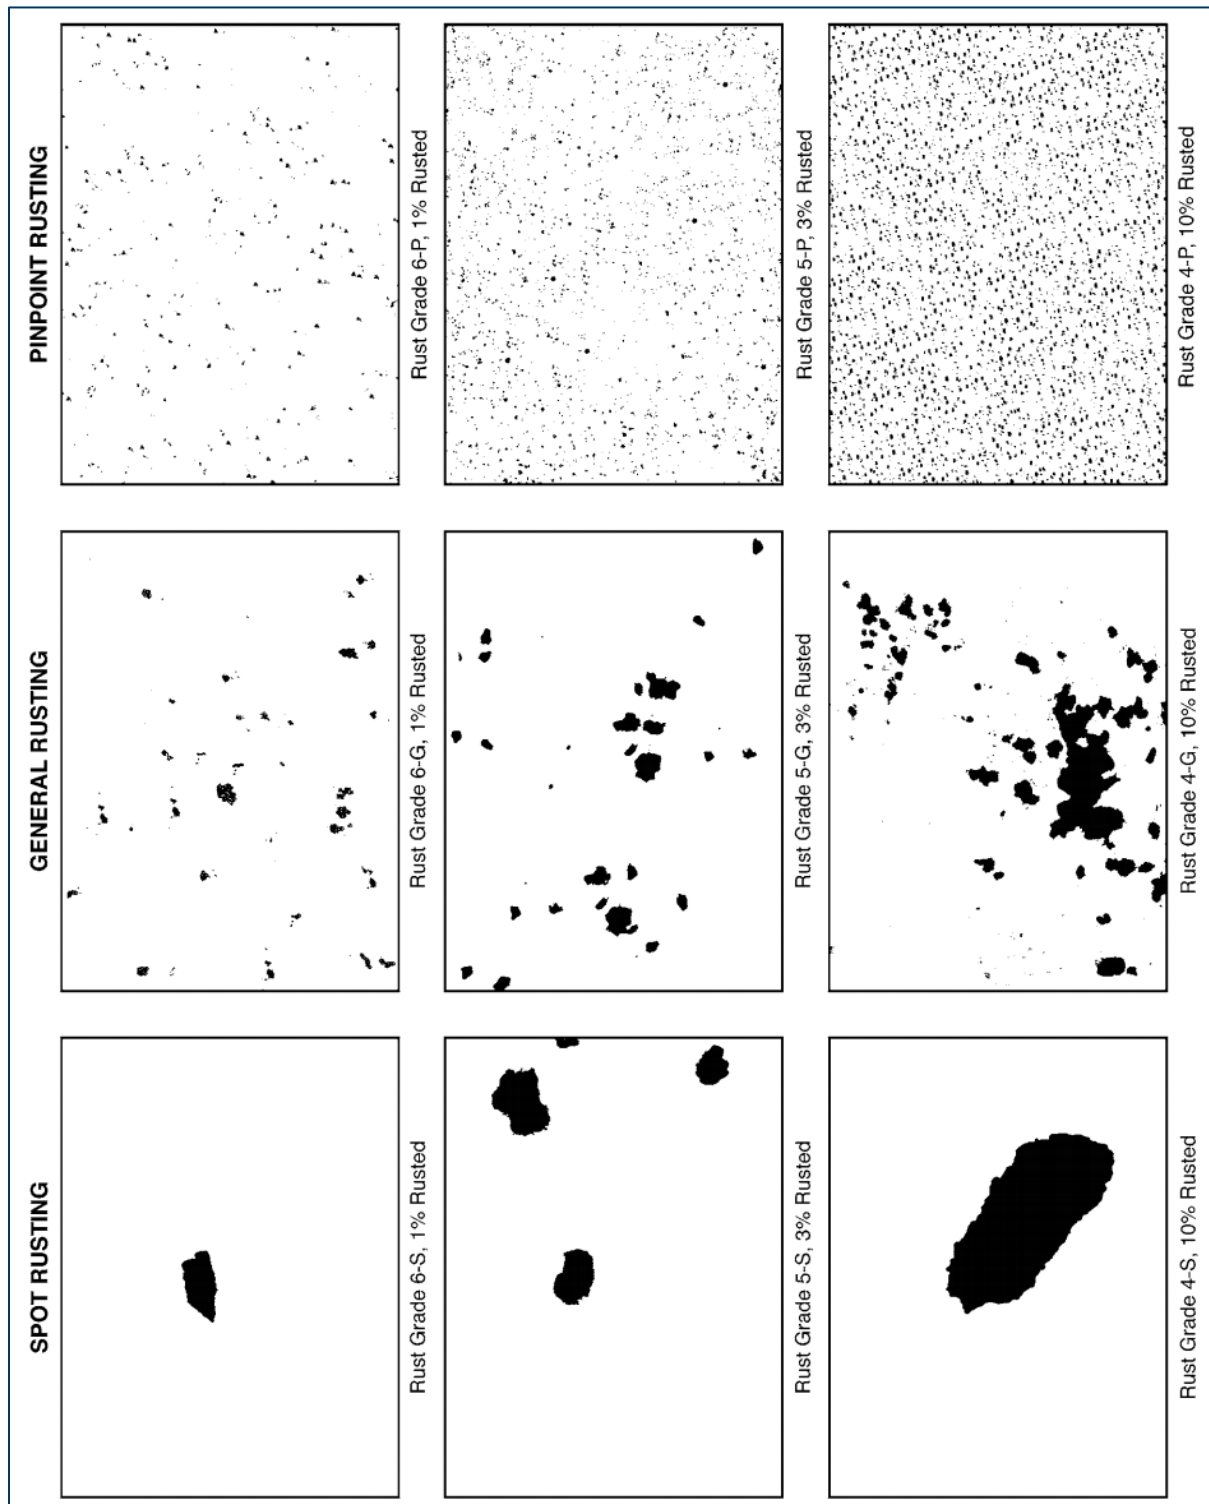 SPOT RUSTING
GENERAL RUSTING
PINPOINT RUSTING
Rust Grade 6-S, 1% Rusted
Rust Grade 6-G, 1% Rusted
Rust Grade 6-P, 1% Rusted
Rust Grade 5-S, 3% Rusted
Rust Grade 5-G, 3% Rusted
Rust Grade 5-P, 3% Rusted
Rust Grade 4-S, 10% Rusted
Rust Grade 4-G, 10% Rusted
Rust Grade 4-P, 10% Rusted